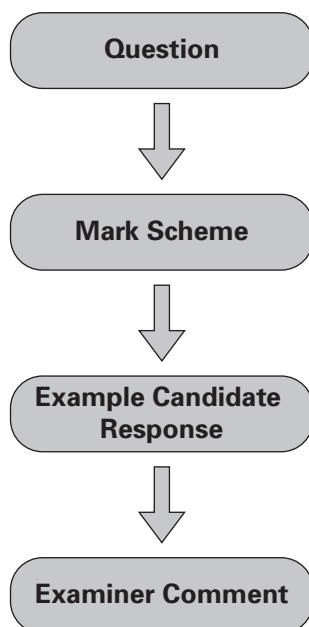 Question
Mark Scheme
Example Candidate
Response
Examiner Comment